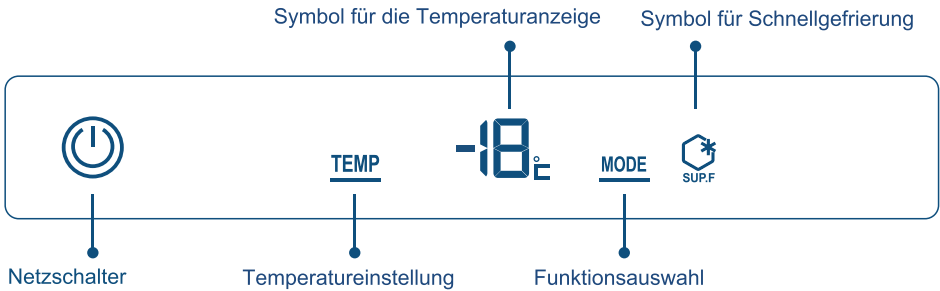 Symbol für die Temperaturanzeige
Symbol für Schnellgefrierung
TEMP
-18°C
MODE
SUP.F
Netzschalter
Temperatureinstellung
Funktionsauswahl